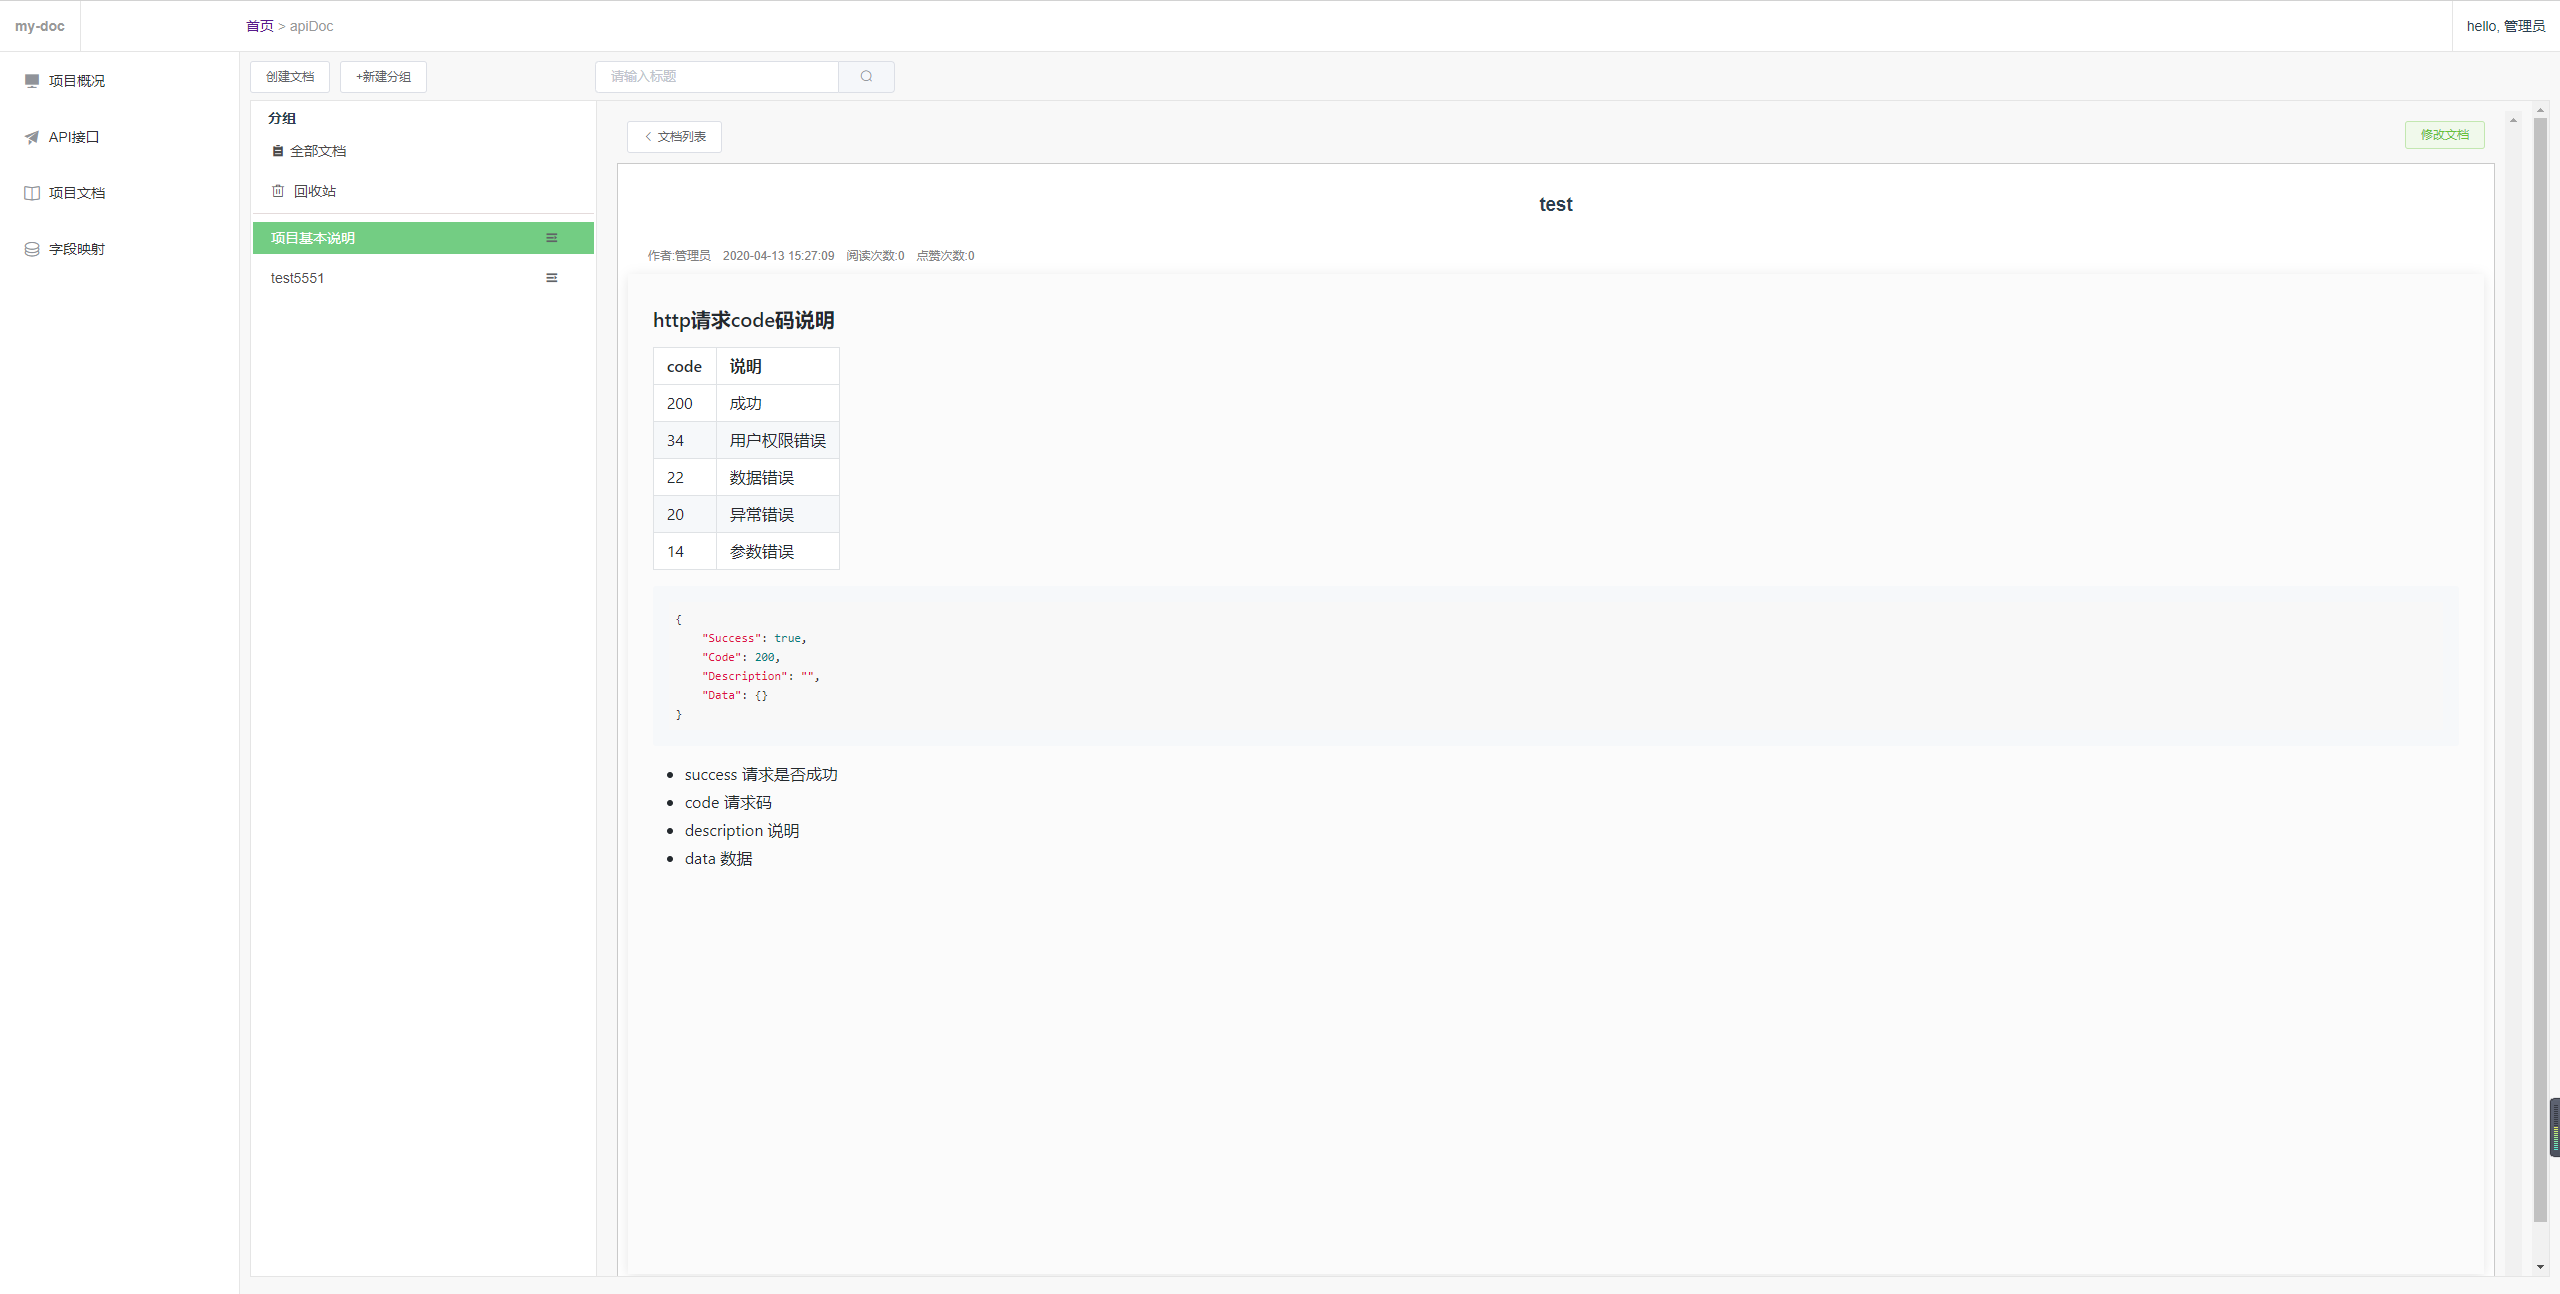 my-doc
首页 > apiDoc
hello, 管理员
项目概况
API接口
项目文档
字段映射
创建文档
+新建分组
请输入标题
分组
全部文档
回收站
项目基本说明
test5551
文档列表
修改文档
test
作者:管理员 2020-04-13 15:27:09 阅读次数:0 点赞次数:0
http请求code码说明
code 说明
200 成功
34 用户权限错误
22 数据错误
20 异常错误
14 参数错误
{
    "Success": true,
    "Code": 200,
    "Description": "",
    "Data": {}
}
success 请求是否成功
code 请求码
description 说明
data 数据